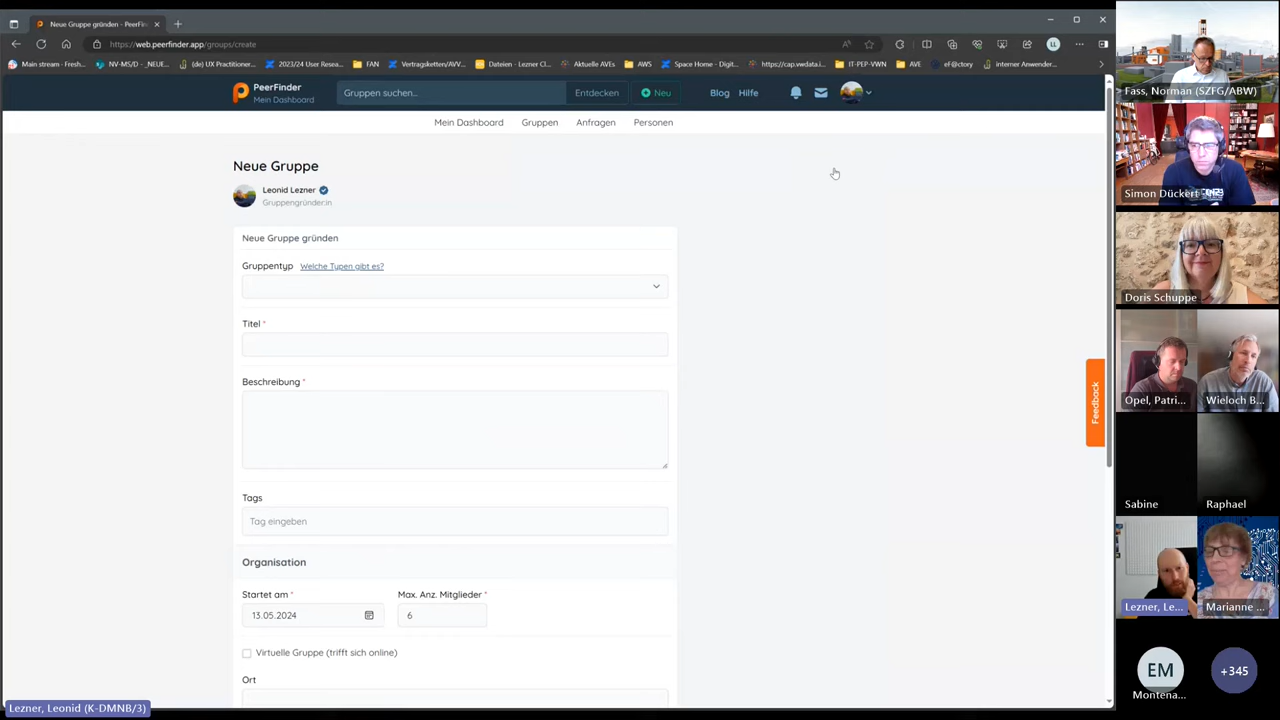 Neue Gruppe gründen - PeerFin
https://web.peerfinder.app/groups/create
Main stream - Fresh...
NV-MS/D - _NEUE...
(de) UX Practitioner...
2023/24 User Resea...
FAN
Vertragsketten/AVV...
Dateien - Lezner Cl...
Aktuelle AVEs
AWS
Space Home - Digit...
https://cap.vwdata.i...
IT-PEP-VWN
AVE
eF@ctory
interner Anwender...
LL
PeerFinder
Mein Dashboard
Gruppen suchen...
Entdecken
Neu
Blog
Hilfe
Mein Dashboard
Gruppen
Anfragen
Personen
Neue Gruppe
Leonid Lezner
Gruppengründer:in
Neue Gruppe gründen
Gruppentyp Welche Typen gibt es?
Titel *
Beschreibung *
Tags
Tag eingeben
Organisation
Startet am * Max. Anz. Mitglieder *
13.05.2024 6
Virtuelle Gruppe (trifft sich online)
Ort
Feedback
Lezner, Leonid (K-DMNB/3)
Fass, Norman (SZFG/ABW)
Simon Dückert
Doris Schuppe
Opel, Patri...
Wieloch B...
Sabine
Raphael
Lezner, Le...
Marianne ...
EM
Montena...
+345